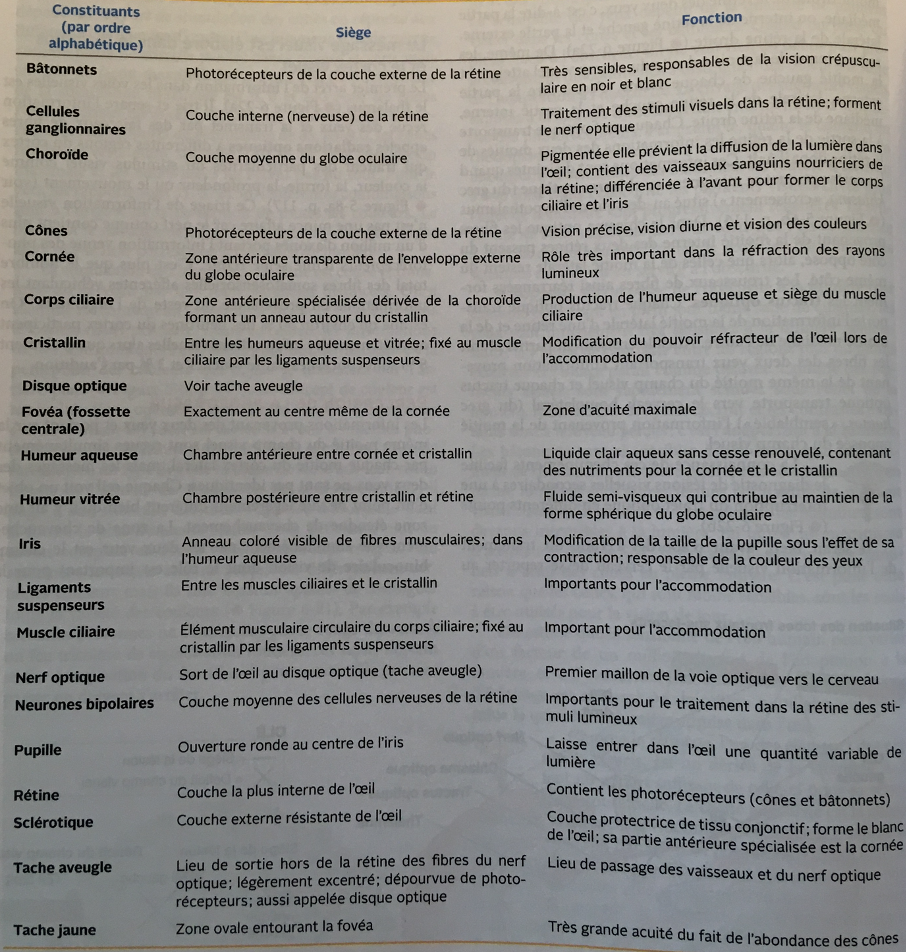 Constituants
(par ordre
alphabétique)
Siège
Fonction
Bâtonnets
Photorécepteurs de la couche externe de la rétine
Très sensibles, responsables de la vision crépuscu-
laire en noir et blanc
Cellules
ganglionnaires
Couche interne (nerveuse) de la rétine
Traitement des stimuli visuels dans la rétine; forment
le nerf optique
Choroïde
Couche moyenne du globe oculaire
Pigmentée elle prévient la diffusion de la lumière dans
l'œil; contient des vaisseaux sanguins nourriciers de
la rétine; différenciée à l'avant pour former le corps
ciliaire et l'iris
Cônes
Photorécepteurs de la couche externe de la rétine
Vision précise, vision diurne et vision des couleurs
Cornée
Zone antérieure transparente de l'enveloppe externe
du globe oculaire
Rôle très important dans la réfraction des rayons
lumineux
Corps ciliaire
Zone antérieure spécialisée dérivée de la choroïde
formant un anneau autour du cristallin
Production de l'humeur aqueuse et siège du muscle
ciliaire
Cristallin
Entre les humeurs aqueuse et vitrée; fixé au muscle
ciliaire par les ligaments suspenseurs
Modification du pouvoir réfracteur de l'œil lors de
l'accommodation
Disque optique
Voir tache aveugle
Fovéa (fossette
centrale)
Exactement au centre même de la cornée
Zone d'acuité maximale
Humeur aqueuse
Chambre antérieure entre cornée et cristallin
Liquide clair aqueux sans cesse renouvelé, contenant
des nutriments pour la cornée et le cristallin
Humeur vitrée
Chambre postérieure entre cristallin et rétine
Fluide semi-visqueux qui contribue au maintien de la
forme sphérique du globe oculaire
Iris
Anneau coloré visible de fibres musculaires; dans
l'humeur aqueuse
Modification de la taille de la pupille sous l'effet de sa
contraction; responsable de la couleur des yeux
Ligaments
suspenseurs
Entre les muscles ciliaires et le cristallin
Importants pour l'accommodation
Muscle ciliaire
Élément musculaire circulaire du corps ciliaire; fixé au
cristallin par les ligaments suspenseurs
Important pour l'accommodation
Nerf optique
Sort de l'œil au disque optique (tache aveugle)
Premier maillon de la voie optique vers le cerveau
Neurones bipolaires
Couche moyenne des cellules nerveuses de la rétine
Importants pour le traitement dans la rétine des sti-
muli lumineux
Pupille
Ouverture ronde au centre de l'iris
Laisse entrer dans l'œil une quantité variable de
lumière
Rétine
Couche la plus interne de l'œil
Contient les photorécepteurs (cônes et bâtonnets)
Sclérotique
Couche externe résistante de l'œil
Couche protectrice de tissu conjonctif; forme le blanc
de l'œil; sa partie antérieure spécialisée est la cornée
Tache aveugle
Lieu de sortie hors de la rétine des fibres du nerf
optique; légèrement excentré; dépourvue de photo-
récepteurs; aussi appelée disque optique
Lieu de passage des vaisseaux et du nerf optique
Tache jaune
Zone ovale entourant la fovéa
Très grande acuité du fait de l'abondance des cônes